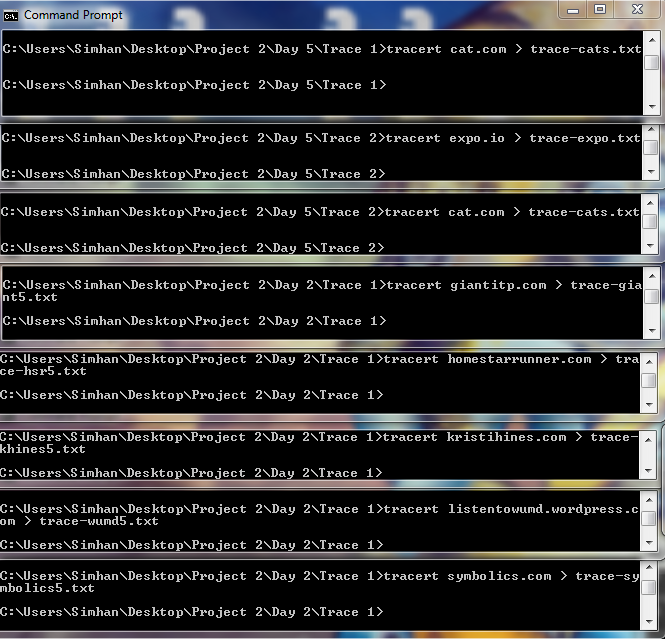 Command Prompt
C:\Users\Simhan\Desktop\Project 2\Day 5\Trace 1>tracert cat.com > trace-cats.txt
C:\Users\Simhan\Desktop\Project 2\Day 5\Trace 1>
C:\Users\Simhan\Desktop\Project 2\Day 5\Trace 2>tracert expo.io > trace-expo.txt
C:\Users\Simhan\Desktop\Project 2\Day 5\Trace 2>
C:\Users\Simhan\Desktop\Project 2\Day 5\Trace 2>tracert cat.com > trace-cats.txt
C:\Users\Simhan\Desktop\Project 2\Day 5\Trace 2>
C:\Users\Simhan\Desktop\Project 2\Day 2\Trace 1>tracert giantitp.com > trace-gia
nt5.txt
C:\Users\Simhan\Desktop\Project 2\Day 2\Trace 1>
C:\Users\Simhan\Desktop\Project 2\Day 2\Trace 1>tracert homestarrunner.com > tra
ce-hsr5.txt
C:\Users\Simhan\Desktop\Project 2\Day 2\Trace 1>
C:\Users\Simhan\Desktop\Project 2\Day 2\Trace 1>tracert kristihines.com > trace-
khines5.txt
C:\Users\Simhan\Desktop\Project 2\Day 2\Trace 1>
C:\Users\Simhan\Desktop\Project 2\Day 2\Trace 1>tracert listentowumd.wordpress.c
om > trace-wumd5.txt
C:\Users\Simhan\Desktop\Project 2\Day 2\Trace 1>
C:\Users\Simhan\Desktop\Project 2\Day 2\Trace 1>tracert symbolics.com > trace-sy
mbolics5.txt
C:\Users\Simhan\Desktop\Project 2\Day 2\Trace 1>